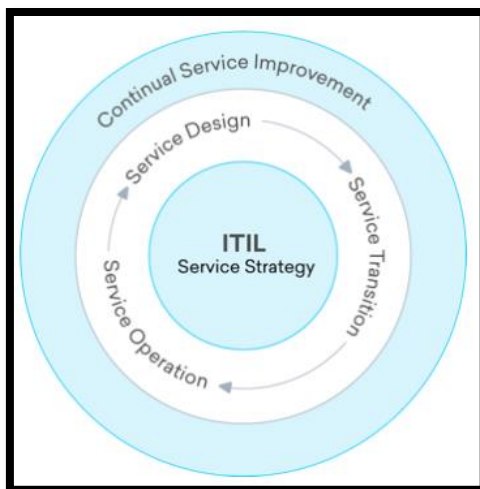 Continual Service Improvement
Service Design
Service Transition
Service Operation
ITIL
Service Strategy